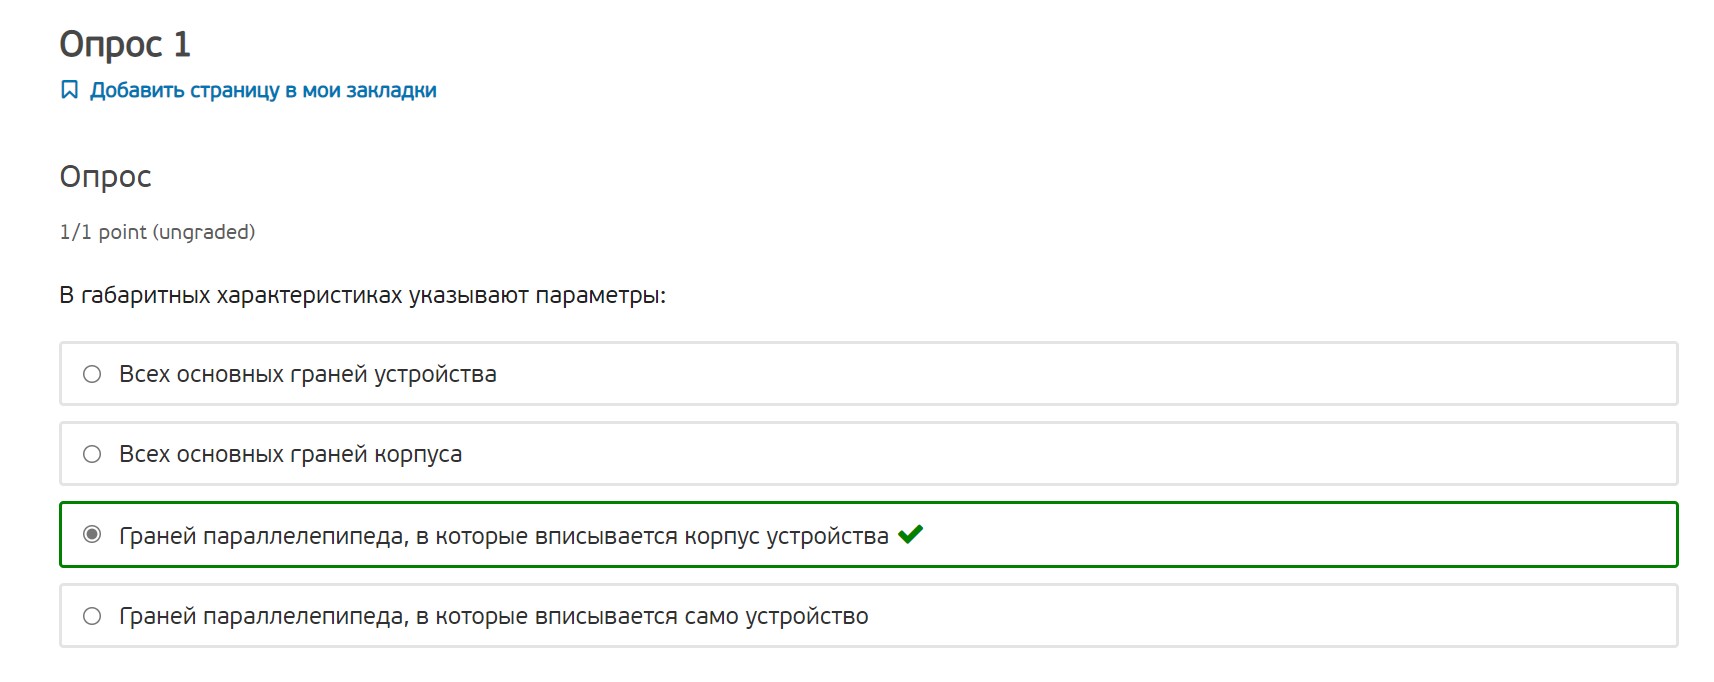 Опрос 1
Добавить страницу в мои закладки
Опрос
1/1 point (ungraded)
В габаритных характеристиках указывают параметры:
Всех основных граней устройства
Всех основных граней корпуса
Граней параллелепипеда, в которые вписывается корпус устройства
Граней параллелепипеда, в которые вписывается само устройство